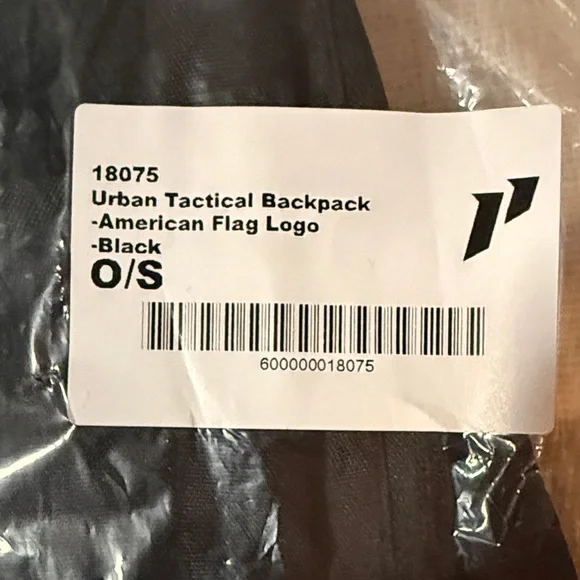 18075
Urban Tactical Backpack
-American Flag Logo
-Black
O/S
600000018075